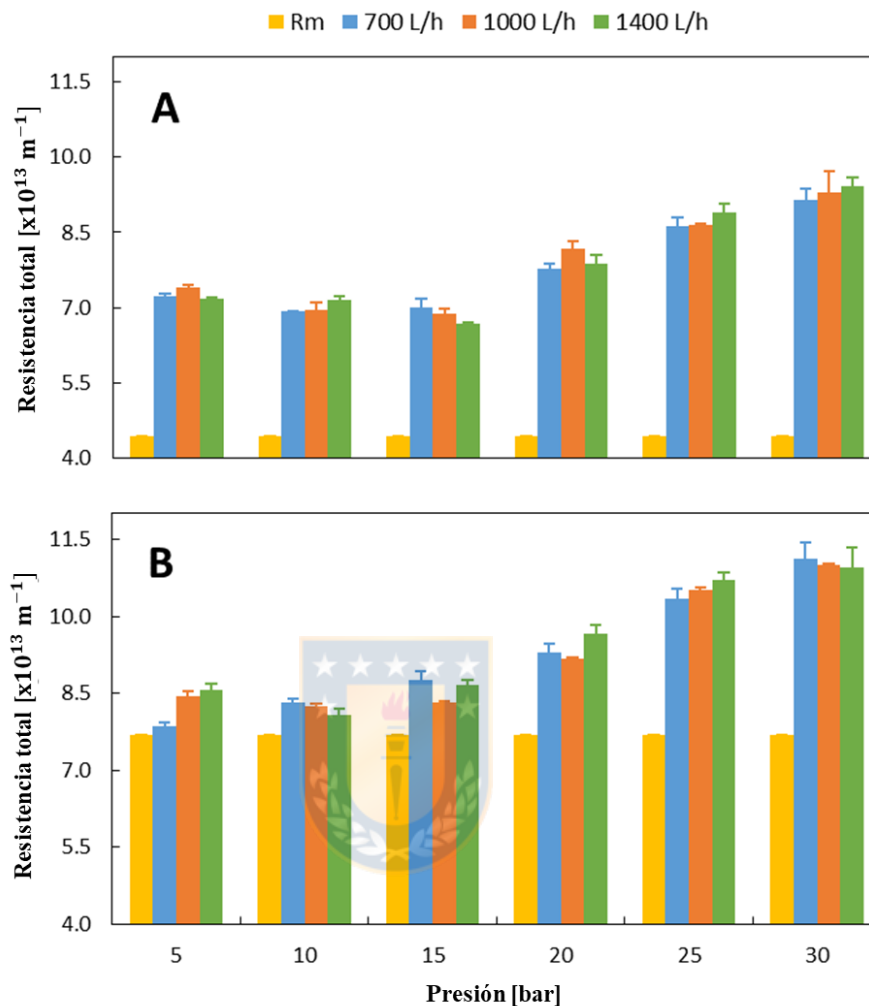 Rm 700 L/h 1000 L/h 1400 L/h
A
Resistencia total [x10¹³ m⁻¹]
11.5
10.0
8.5
7.0
5.5
4.0
B
Resistencia total [x10¹³ m⁻¹]
11.5
10.0
8.5
7.0
5.5
4.0
5 10 15 20 25 30
Presión [bar]